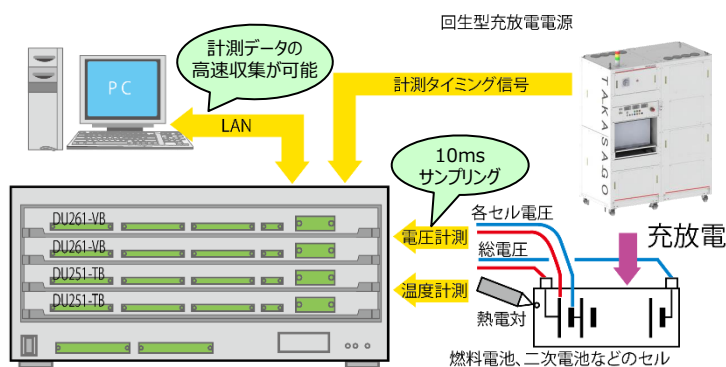 回生型充放電電源
計測データの
高速収集が可能
PC
計測タイミング信号
TAKASAGO
LAN
10ms
サンプリング
DU261-VB
DU261-VB
DU251-TB
DU251-TB
各セル電圧
電圧計測
総電圧
充放電
温度計測
熱電対
燃料電池、二次電池などのセル